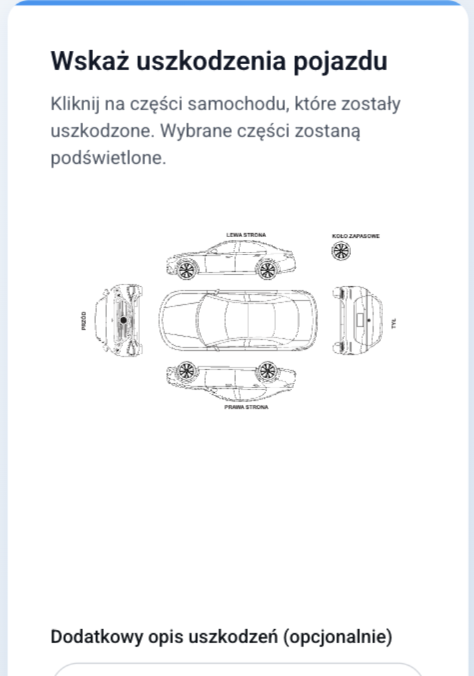 Wskaż uszkodzenia pojazdu
Kliknij na części samochodu, które zostały
uszkodzone. Wybrane części zostaną
podświetlone.
LEWA STRONA
KOŁO ZAPASOWE
PRZÓD
TYŁ
PRAWA STRONA
Dodatkowy opis uszkodzeń (opcjonalnie)